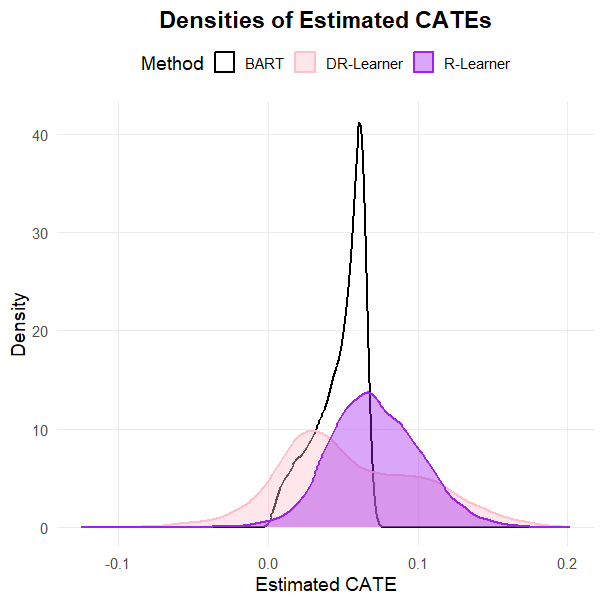 Densities of Estimated CATEs
Method BART DR-Learner R-Learner
40
30
20
10
0
Density
-0.1 0.0 0.1 0.2
Estimated CATE